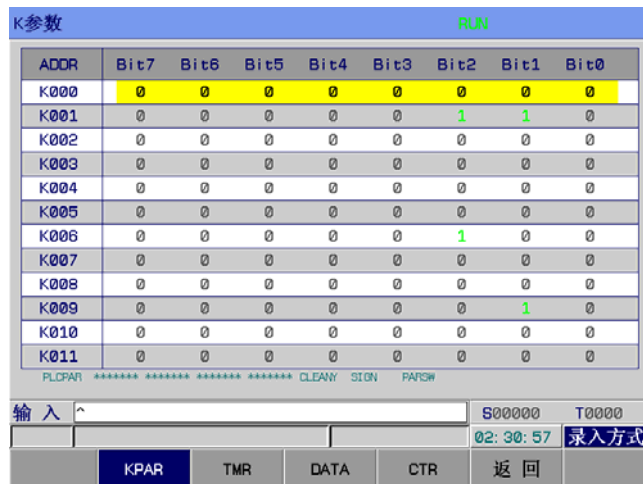 K参数 RUN
ADDR Bit7 Bit6 Bit5 Bit4 Bit3 Bit2 Bit1 Bit0
K000 0 0 0 0 0 0 0 0
K001 0 0 0 0 0 1 1 0
K002 0 0 0 0 0 0 0 0
K003 0 0 0 0 0 0 0 0
K004 0 0 0 0 0 0 0 0
K005 0 0 0 0 0 0 0 0
K006 0 0 0 0 0 1 0 0
K007 0 0 0 0 0 0 0 0
K008 0 0 0 0 0 0 0 0
K009 0 0 0 0 0 0 1 0
K010 0 0 0 0 0 0 0 0
K011 0 0 0 0 0 0 0 0
PLCPAR ******* ******* ******* ******* CLEANY SIGN PARSW
输入 ^ S00000 T0000
02:30:57 录入方式
KPAR TMR DATA CTR 返回